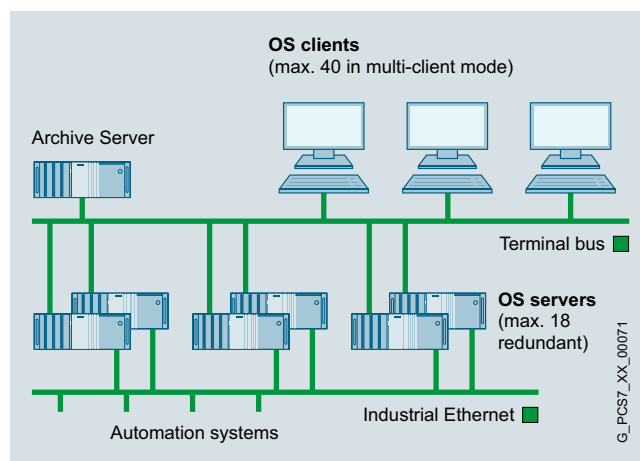 OS clients
(max. 40 in multi-client mode)
Archive Server
Terminal bus
OS servers
(max. 18
redundant)
Industrial Ethernet
Automation systems
G_PCS7_XX_00071